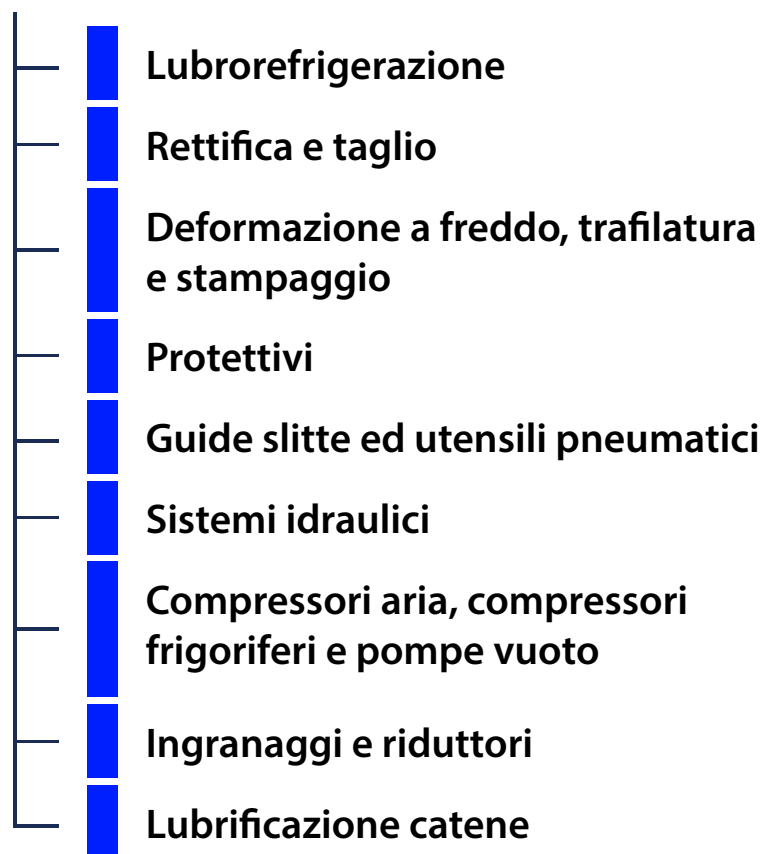 Lubrorefrigerazione
Rettifica e taglio
Deformazione a freddo, trafilatura
e stampaggio
Protettivi
Guide slitte ed utensili pneumatici
Sistemi idraulici
Compressori aria, compressori
frigoriferi e pompe vuoto
Ingranaggi e riduttori
Lubrificazione catene